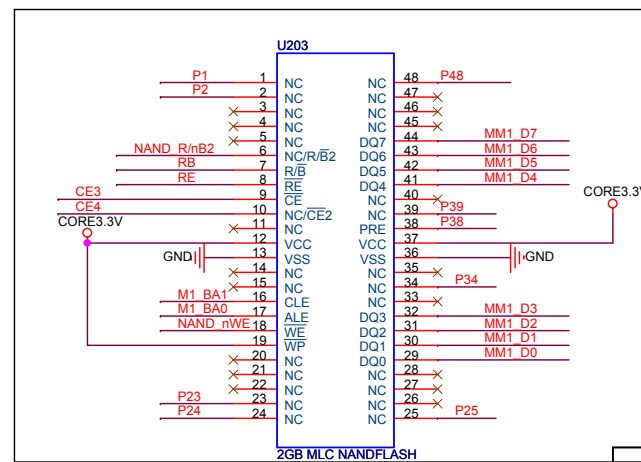 U203
P1 1 NC NC 48 P48
P2 2 NC NC 47
3 NC NC 46
4 NC NC 45
5 NC DQ7 44 MM1_D7
NAND_R/nB2 6 NC/R/B2 DQ6 43 MM1_D6
RB 7 R/B DQ5 42 MM1_D5
RE 8 RE DQ4 41 MM1_D4
CE3 9 CE NC 40 CORE3.3V
CE4 10 NC/CE2 NC 39 P39
CORE3.3V 11 NC PRE 38 P38
12 VCC VCC 37
GND 13 VSS VSS 36 GND
14 NC NC 35
15 NC NC 34 P34
M1_BA1 16 CLE NC 33
M1_BA0 17 ALE DQ3 32 MM1_D3
NAND_nWE 18 WE DQ2 31 MM1_D2
19 WP DQ1 30 MM1_D1
20 NC DQ0 29 MM1_D0
21 NC NC 28
22 NC NC 27
P23 23 NC NC 26
P24 24 NC NC 25 P25
2GB MLC NANDFLASH